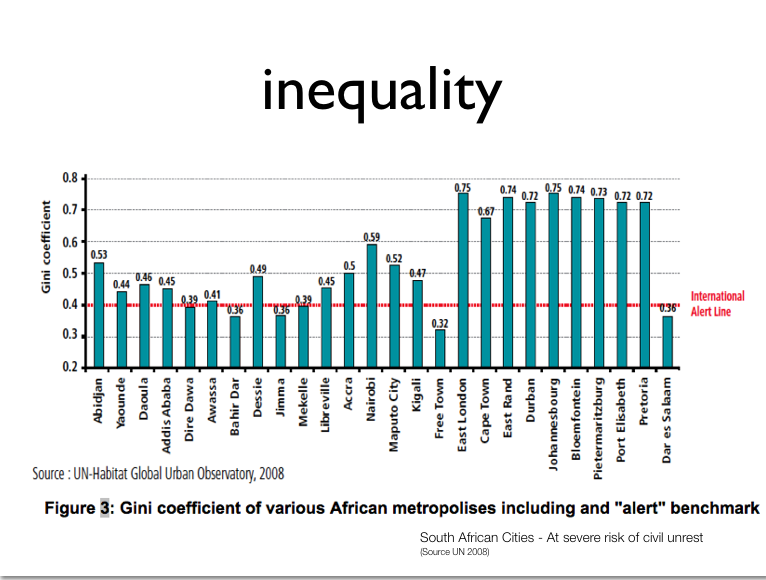 inequality
Gini coefficient
0.8
0.7
0.6
0.5
0.4
0.3
0.2
0.53
0.44
0.46
0.45
0.39
0.41
0.36
0.49
0.36
0.39
0.45
0.5
0.59
0.52
0.47
0.32
0.75
0.67
0.74
0.72
0.75
0.74
0.73
0.72
0.72
0.36
International
Alert Line
Abidjan
Yaounde
Daoula
Addis Ababa
Dire Dawa
Awassa
Bahir Dar
Dessie
Jimma
Mekelle
Libreville
Accra
Nairobi
Maputo City
Kigali
Free Town
East London
Cape Town
East Rand
Durban
Johannesbourg
Bloemfontein
Pietermaritzburg
Port Elisabeth
Pretoria
Dar es Salaam
Source : UN-Habitat Global Urban Observatory, 2008
Figure 3: Gini coefficient of various African metropolises including and "alert" benchmark
South African Cities - At severe risk of civil unrest
(Source UN 2008)